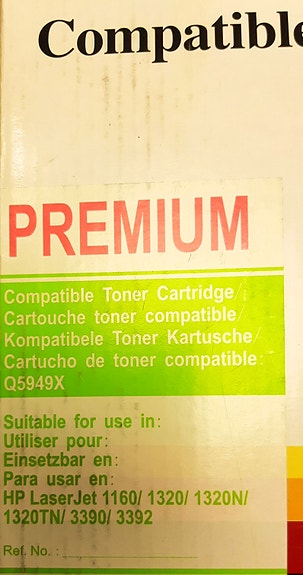 Compatible
PREMIUM
Compatible Toner Cartridge/
Cartouche toner compatible/
Kompatibele Toner Kartusche/
Cartucho de toner compatible:
Q5949X
Suitable for use in:
Utiliser pour:
Einsetzbar en:
Para usar en:
HP LaserJet 1160/ 1320/ 1320N/
1320TN/ 3390/ 3392
Ref. No. :